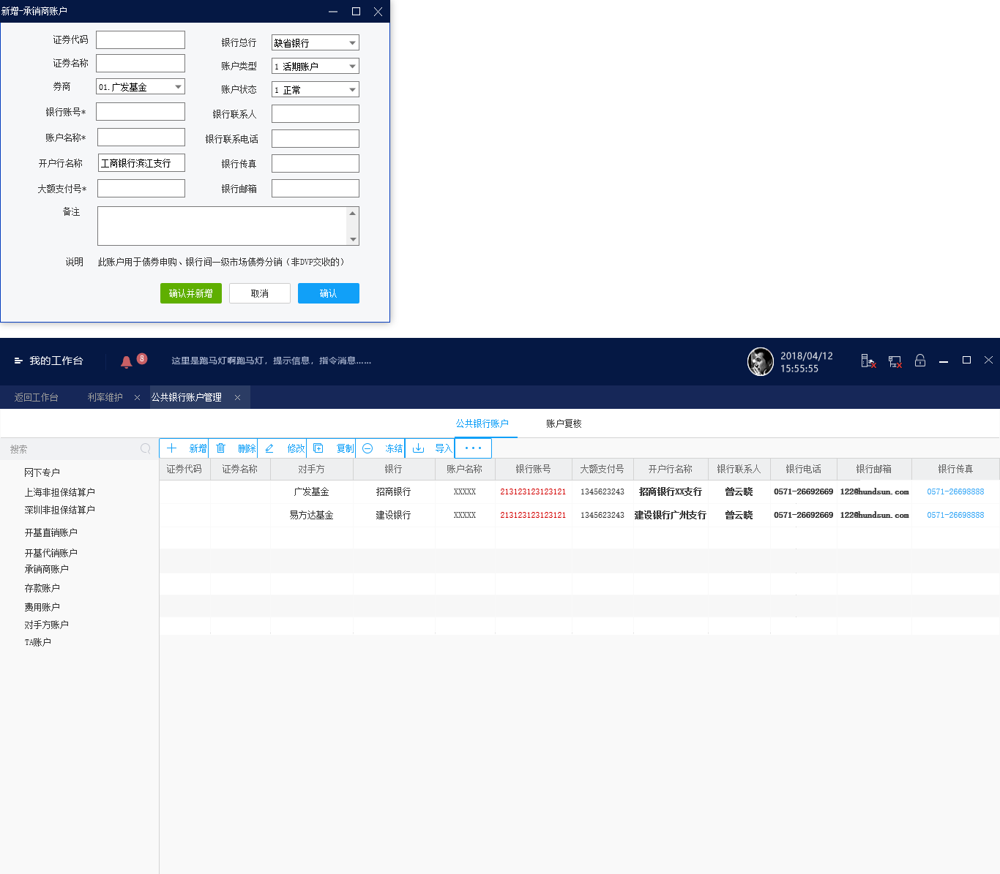 新增-承销商账户
证券代码
银行总行 缺省银行
证券名称
账户类型 1 活期账户
券商 01.广发基金
账户状态 1 正常
银行账号*
银行联系人
账户名称*
银行联系电话
开户行名称 工商银行滨江支行
银行传真
大额支付号*
银行邮箱
备注
说明 此账户用于债券申购、银行间一级市场债券分销（非DVP交收的）
确认并新增 取消 确认
我的工作台 8 这里是跑马灯啊跑马灯，提示信息，指令消息......
2018/04/12
15:55:55
返回工作台 利率维护 公共银行账户管理
公共银行账户 账户复核
搜索
新增 删除 修改 复制 冻结 导入 ...
网下专户
上海非担保结算户
深圳非担保结算户
开基直销账户
开基代销账户
承销商账户
存款账户
费用账户
对手方账户
TA账户
证券代码 证券名称 对手方 银行 账户名称 银行账号 大额支付号 开户行名称 银行联系人 银行电话 银行邮箱 银行传真
广发基金 招商银行 XXXXX 213123123123121 1345623243 招商银行XX支行 曾云晓 0571-26692669 122@hundsun.com 0571-26698888
易方达基金 建设银行 XXXXX 213123123123121 1345623243 建设银行广州支行 曾云晓 0571-26692669 122@hundsun.com 0571-26698888